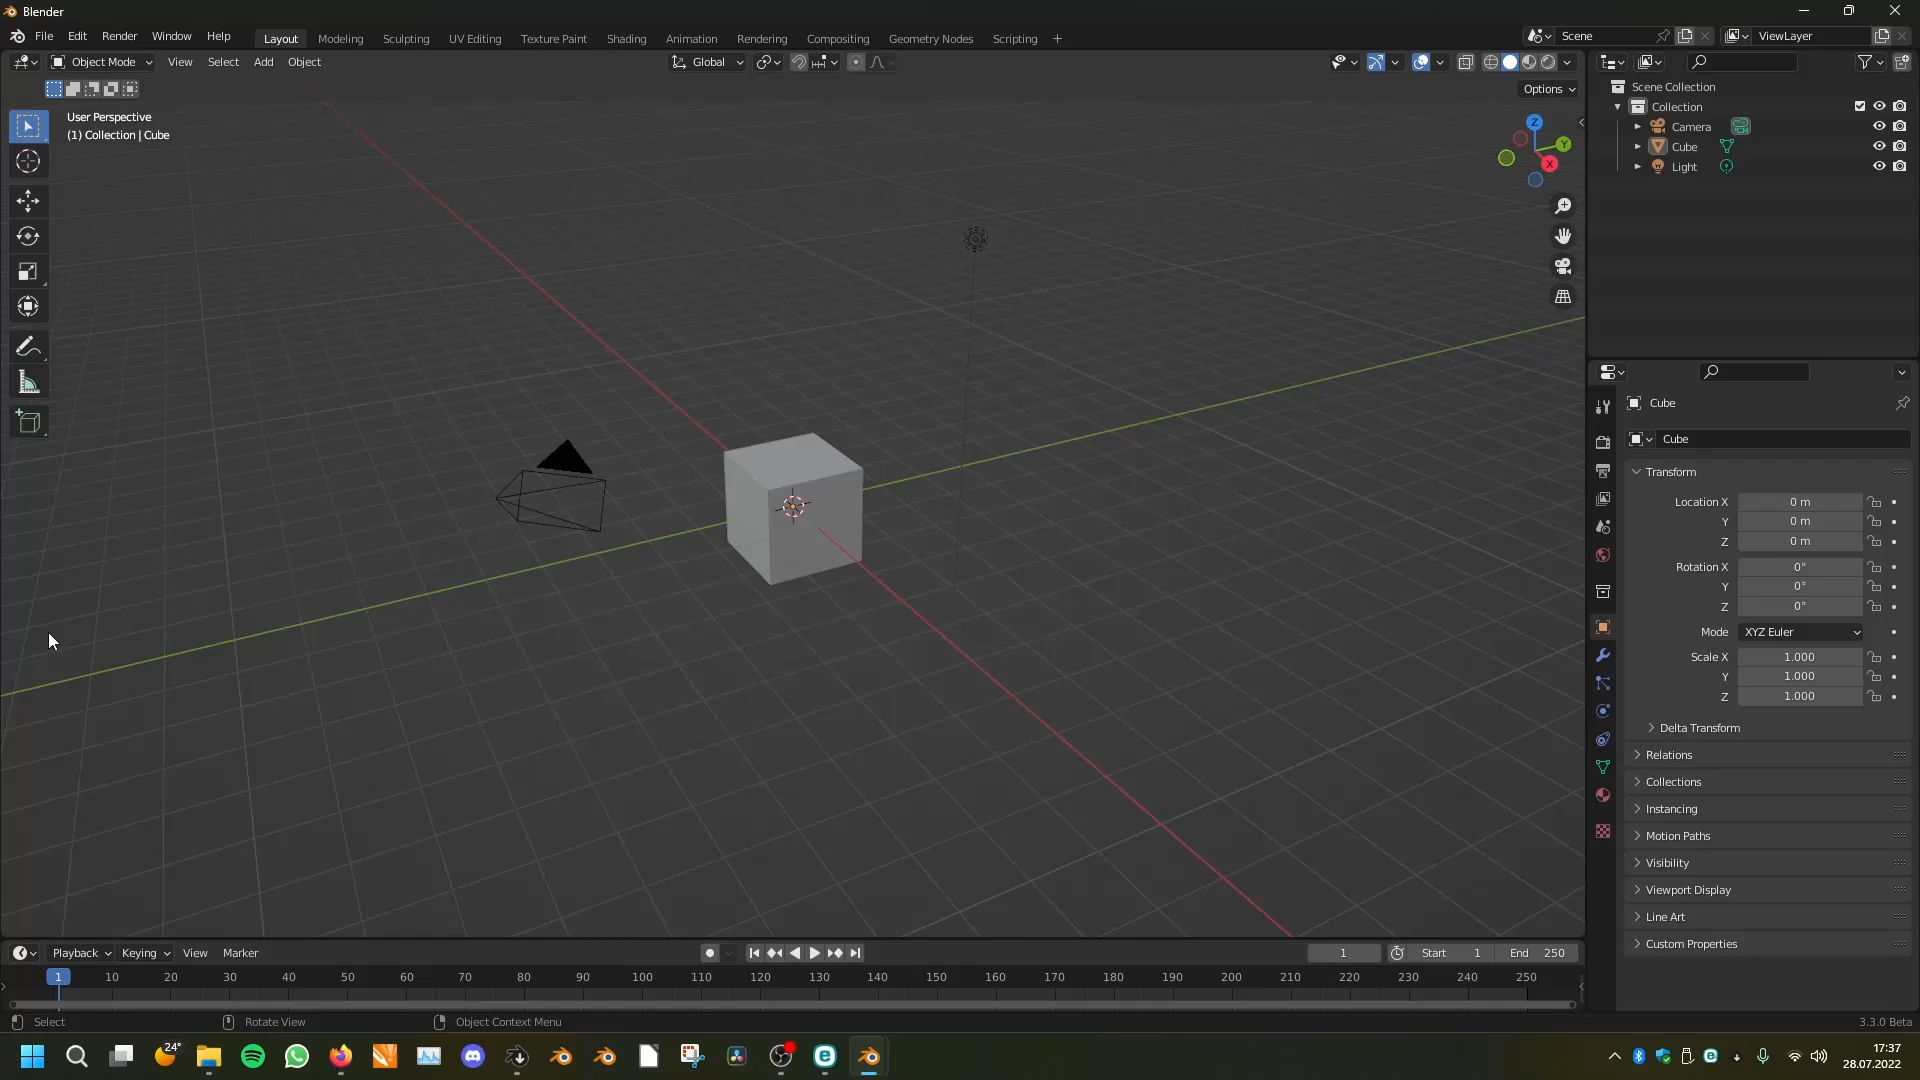 Blender
File Edit Render Window Help
Layout Modeling Sculpting UV Editing Texture Paint Shading Animation Rendering Compositing Geometry Nodes Scripting +
Scene
ViewLayer
Object Mode View Select Add Object
Global
Options
User Perspective
(1) Collection | Cube
Z
Y
X
Scene Collection
Collection
Camera
Cube
Light
Cube
Cube
Transform
Location X 0 m
Y 0 m
Z 0 m
Rotation X 0°
Y 0°
Z 0°
Mode XYZ Euler
Scale X 1.000
Y 1.000
Z 1.000
Delta Transform
Relations
Collections
Instancing
Motion Paths
Visibility
Viewport Display
Line Art
Custom Properties
Playback Keying View Marker
1 Start 1 End 250
1 10 20 30 40 50 60 70 80 90 100 110 120 130 140 150 160 170 180 190 200 210 220 230 240 250
Select Rotate View Object Context Menu
3.3.0 Beta
24°
17:37
28.07.2022